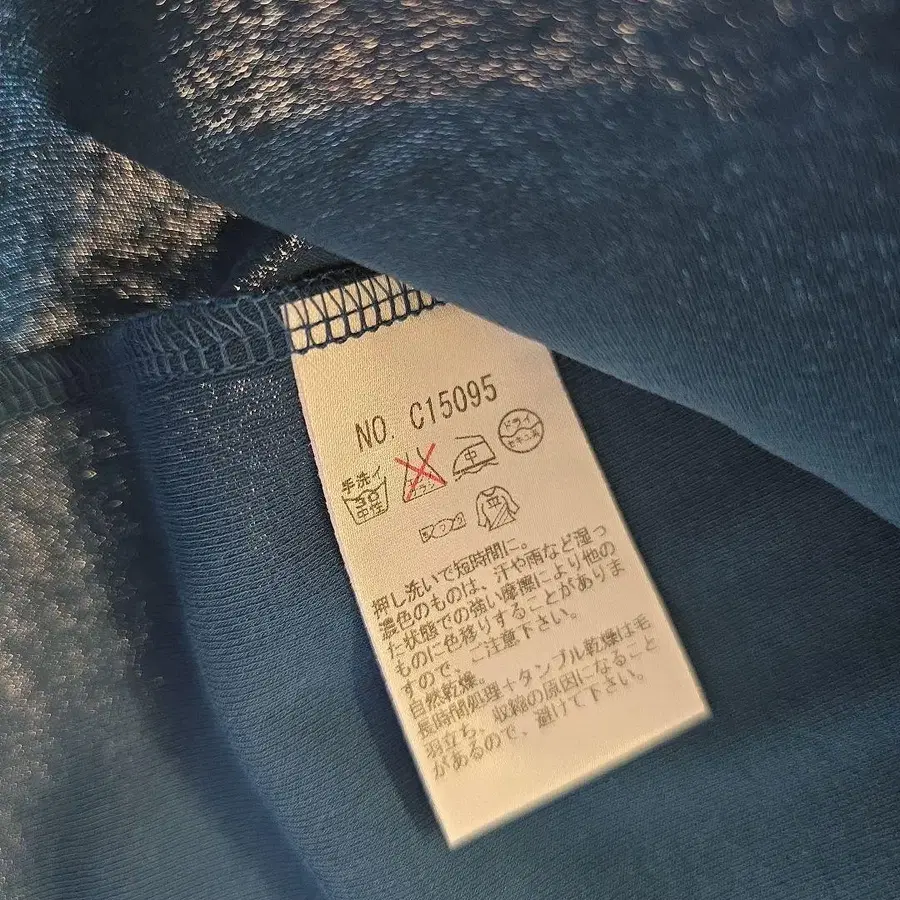 NO. C15095
手洗イ
30
中性
中
ドライ
セキユ系
押し洗いで短時間に。
濃色のものは、汗や雨など湿っ
た状態での強い摩擦により他の
ものに色移りすることがありま
すので、ご注意下さい。
自然乾燥。
長時間処理+タンブル乾燥は毛
羽立ち、収縮の原因になること
があるので、避けて下さい。